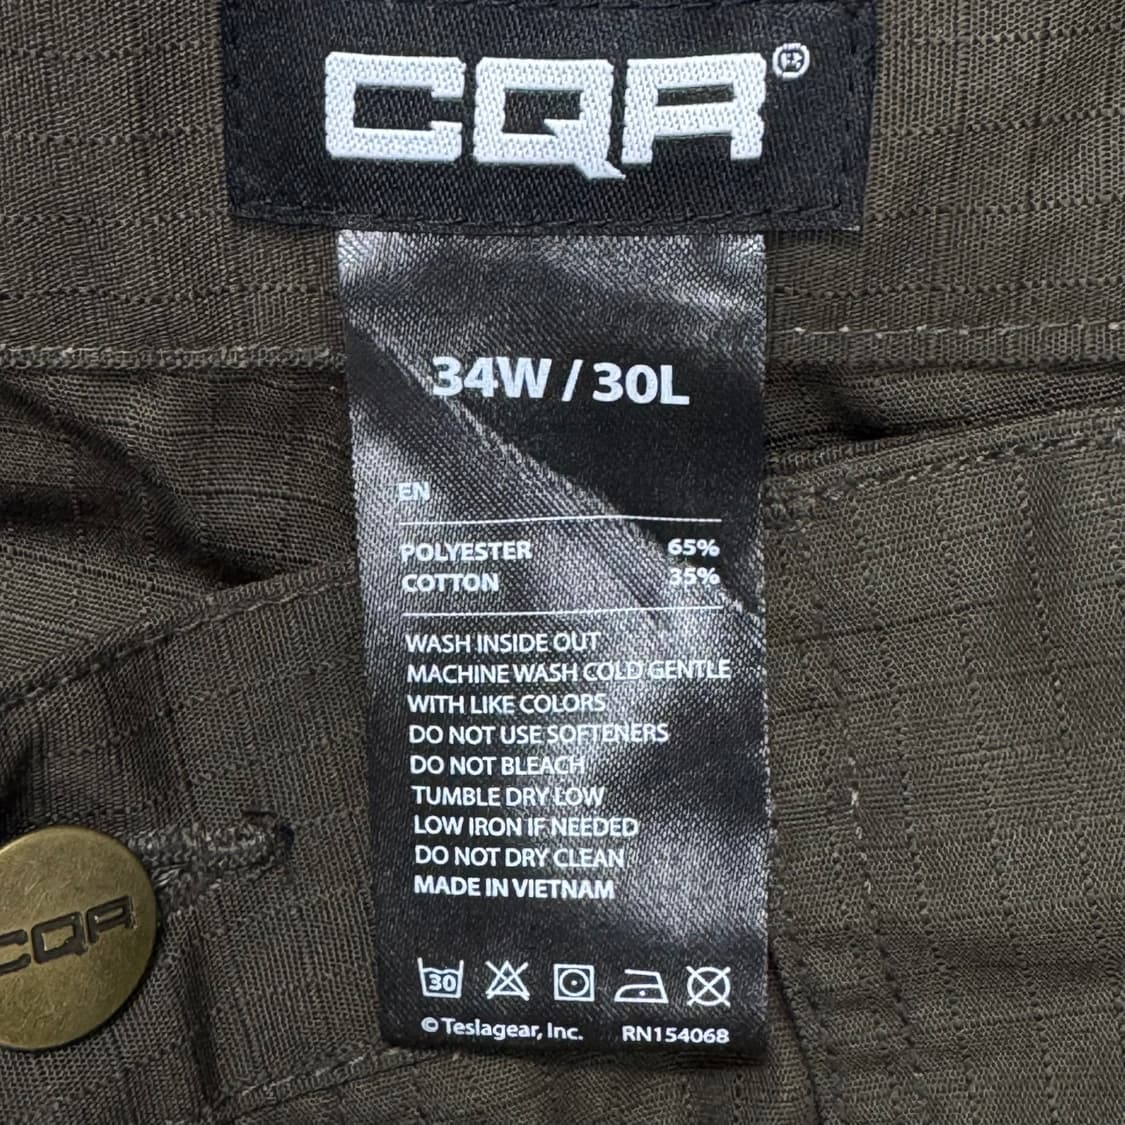 CQR®
34W / 30L
EN
POLYESTER 65%
COTTON 35%
WASH INSIDE OUT
MACHINE WASH COLD GENTLE
WITH LIKE COLORS
DO NOT USE SOFTENERS
DO NOT BLEACH
TUMBLE DRY LOW
LOW IRON IF NEEDED
DO NOT DRY CLEAN
MADE IN VIETNAM
30
© Teslagear, Inc. RN154068
CQR